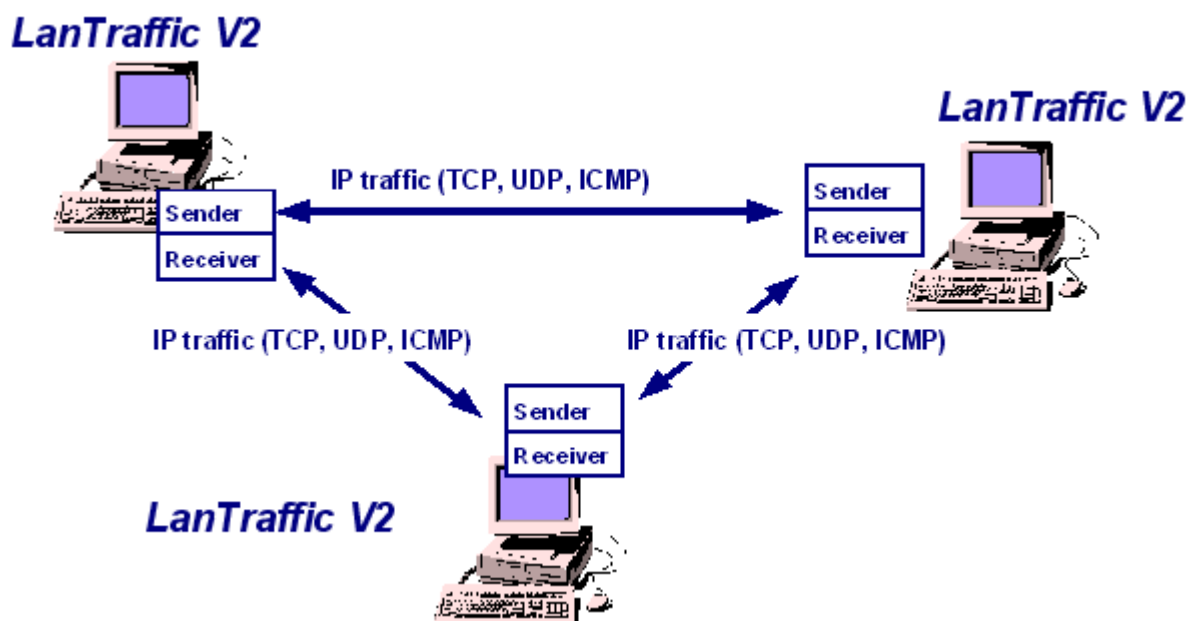 LanTraffic V2
LanTraffic V2
IP traffic (TCP, UDP, ICMP)
Sender
Receiver
Sender
Receiver
IP traffic (TCP, UDP, ICMP)
IP traffic (TCP, UDP, ICMP)
Sender
Receiver
LanTraffic V2